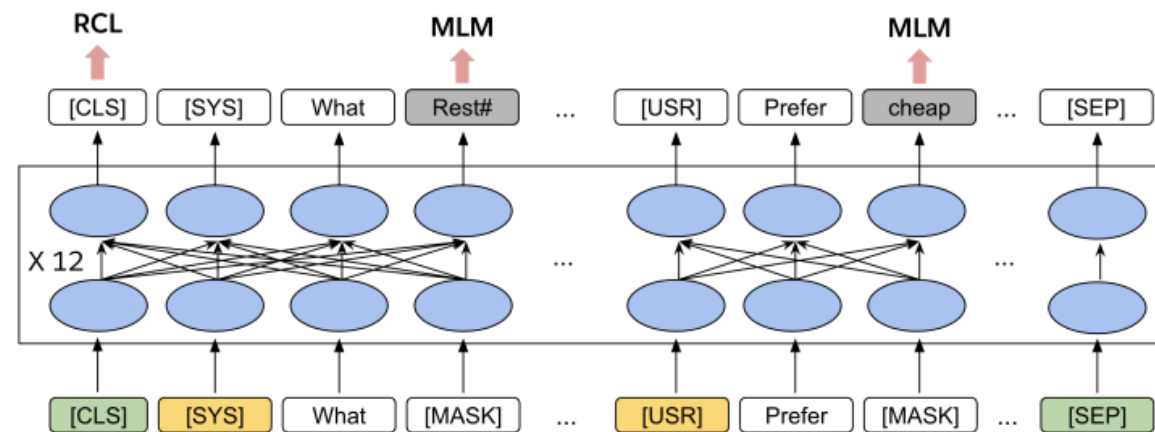 RCL MLM MLM
[CLS] [SYS] What Rest# ... [USR] Prefer cheap ... [SEP]
X 12 ... ...
[CLS] [SYS] What [MASK] ... [USR] Prefer [MASK] ... [SEP]